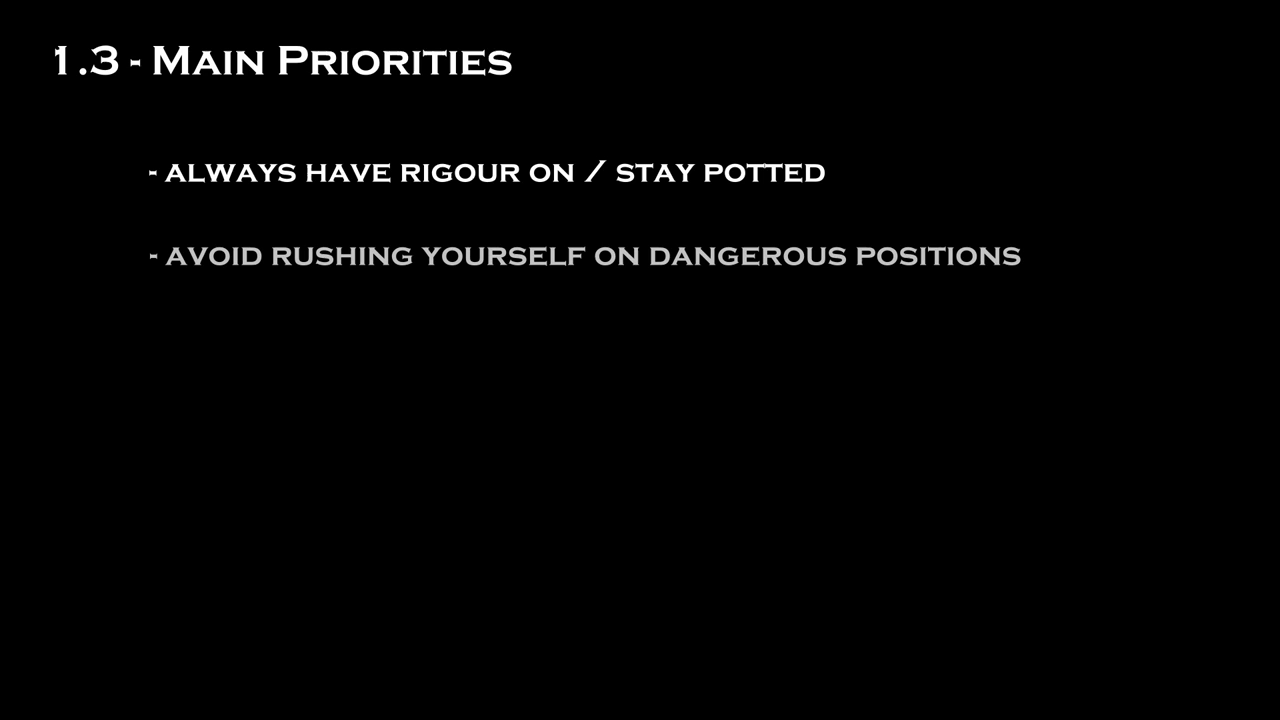 1.3 - Main Priorities
- always have rigour on / stay potted
- avoid rushing yourself on dangerous positions